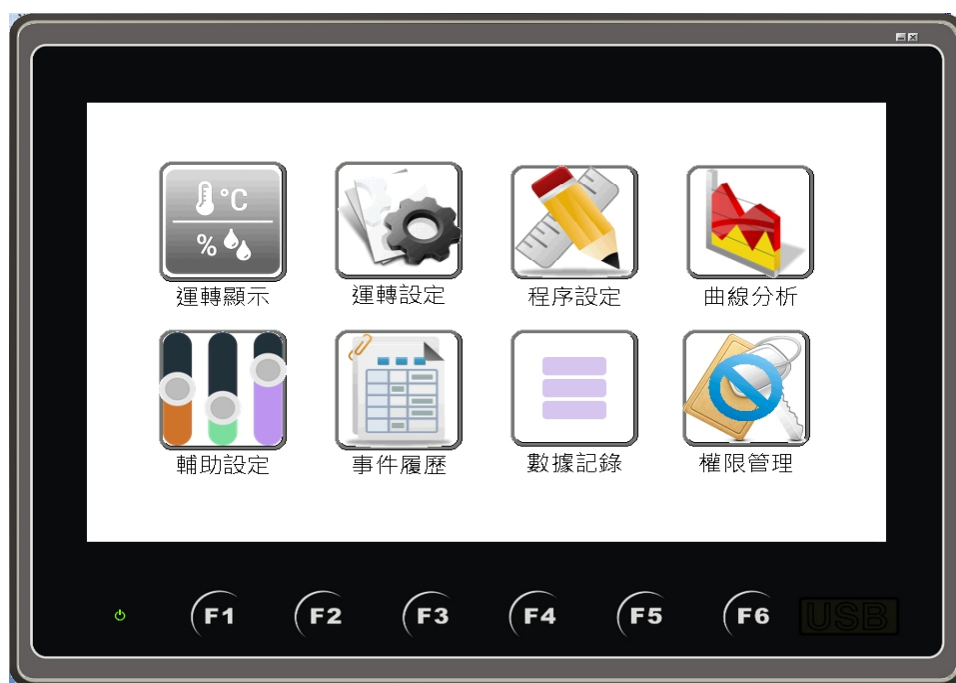 °C
%
運轉顯示
運轉設定
程序設定
曲線分析
輔助設定
事件履歷
數據記錄
權限管理
F1
F2
F3
F4
F5
F6
USB